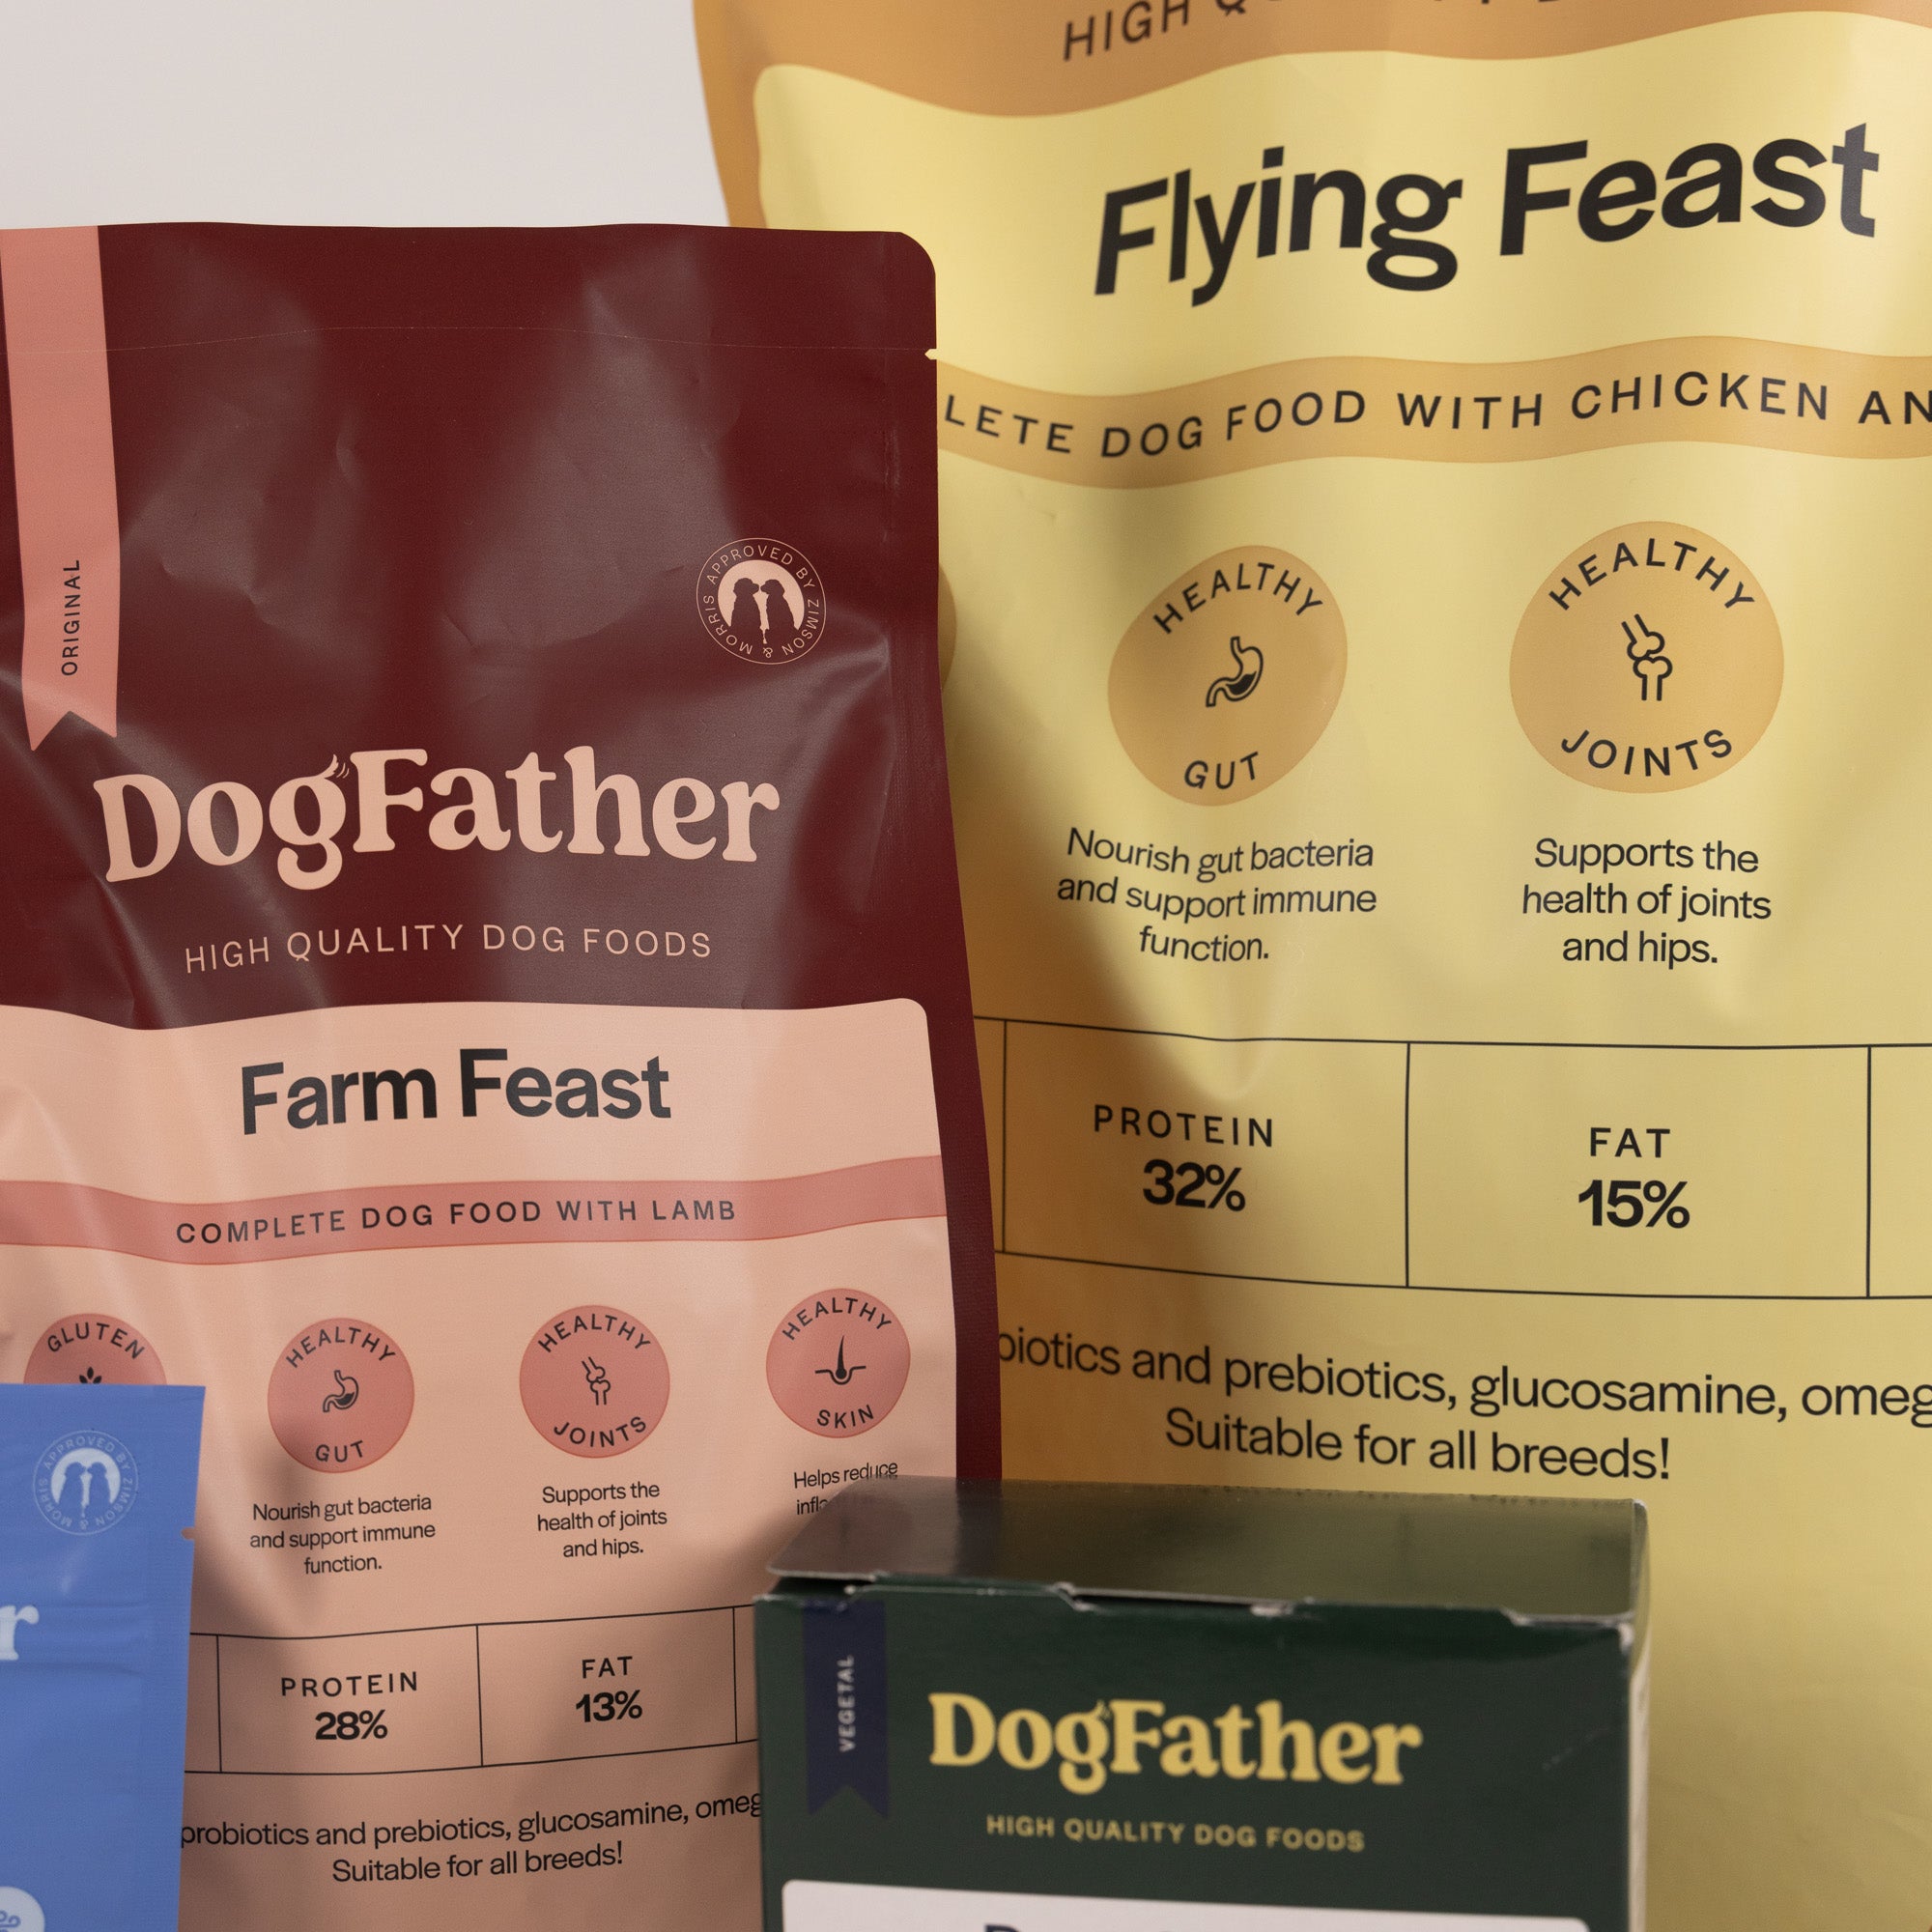 HIGH
Flying Feast
LETE DOG FOOD WITH CHICKEN AN
HEALTHY
GUT
Nourish gut bacteria
and support immune
function.
HEALTHY
JOINTS
Supports the
health of joints
and hips.
PROTEIN
32%
FAT
15%
biotics and prebiotics, glucosamine, omeg
Suitable for all breeds!
ORIGINAL
APPROVED BY ZIMSON & MORRIS
DogFather
HIGH QUALITY DOG FOODS
Farm Feast
COMPLETE DOG FOOD WITH LAMB
GLUTEN
HEALTHY
GUT
Nourish gut bacteria
and support immune
function.
HEALTHY
JOINTS
Supports the
health of joints
and hips.
HEALTHY
SKIN
Helps reduce
PROTEIN
28%
FAT
13%
probiotics and prebiotics, glucosamine, omeg
Suitable for all breeds!
APPROVED BY ZIMSON & MORRIS
r
VEGETAL
DogFather
HIGH QUALITY DOG FOODS